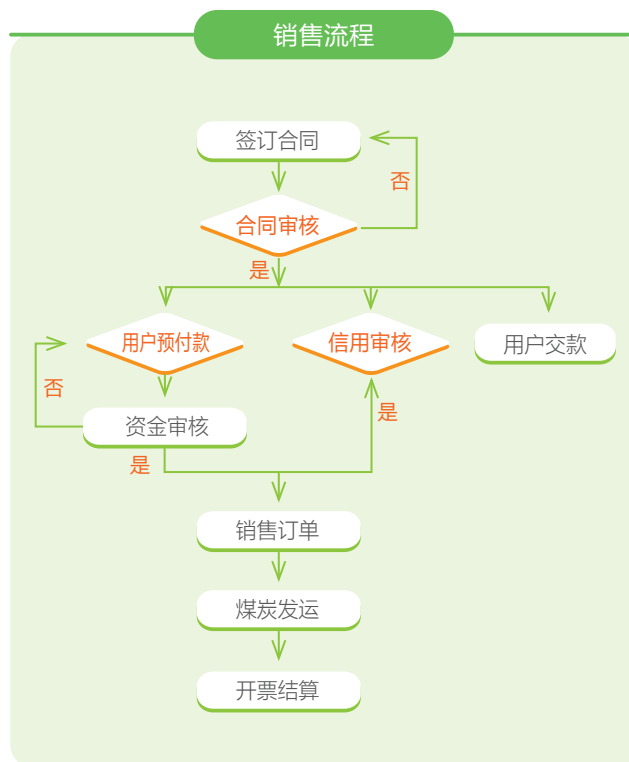 销售流程
签订合同
否
合同审核
是
用户预付款
信用审核
用户交款
否
是
资金审核
是
销售订单
煤炭发运
开票结算